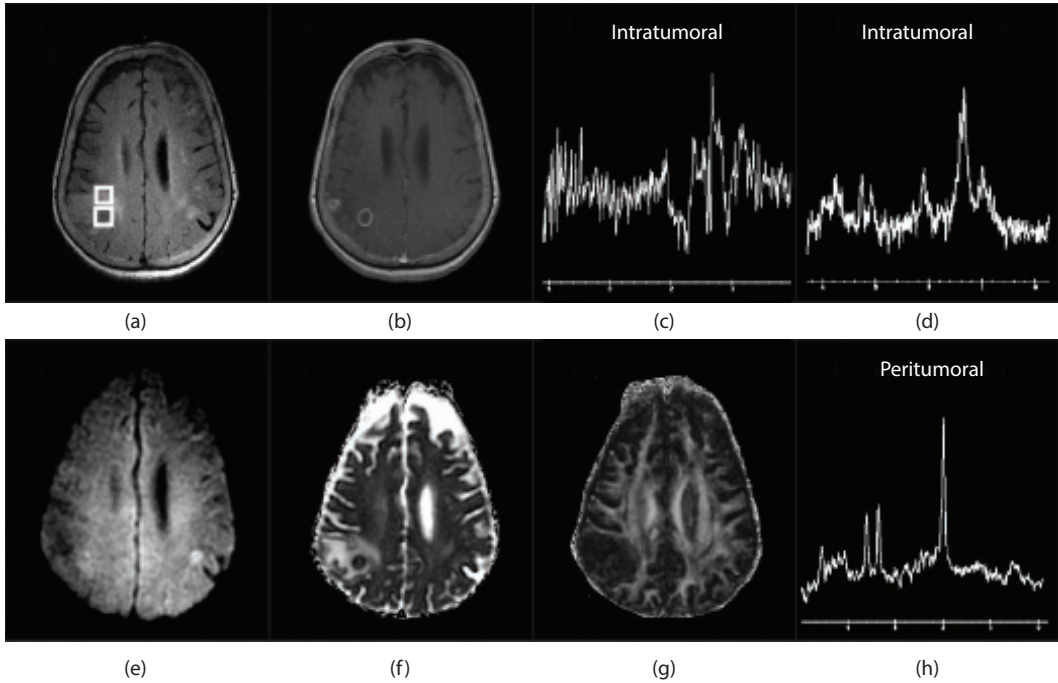 Intratumoral
Intratumoral
(a)
(b)
(c)
(d)
Peritumoral
(e)
(f)
(g)
(h)